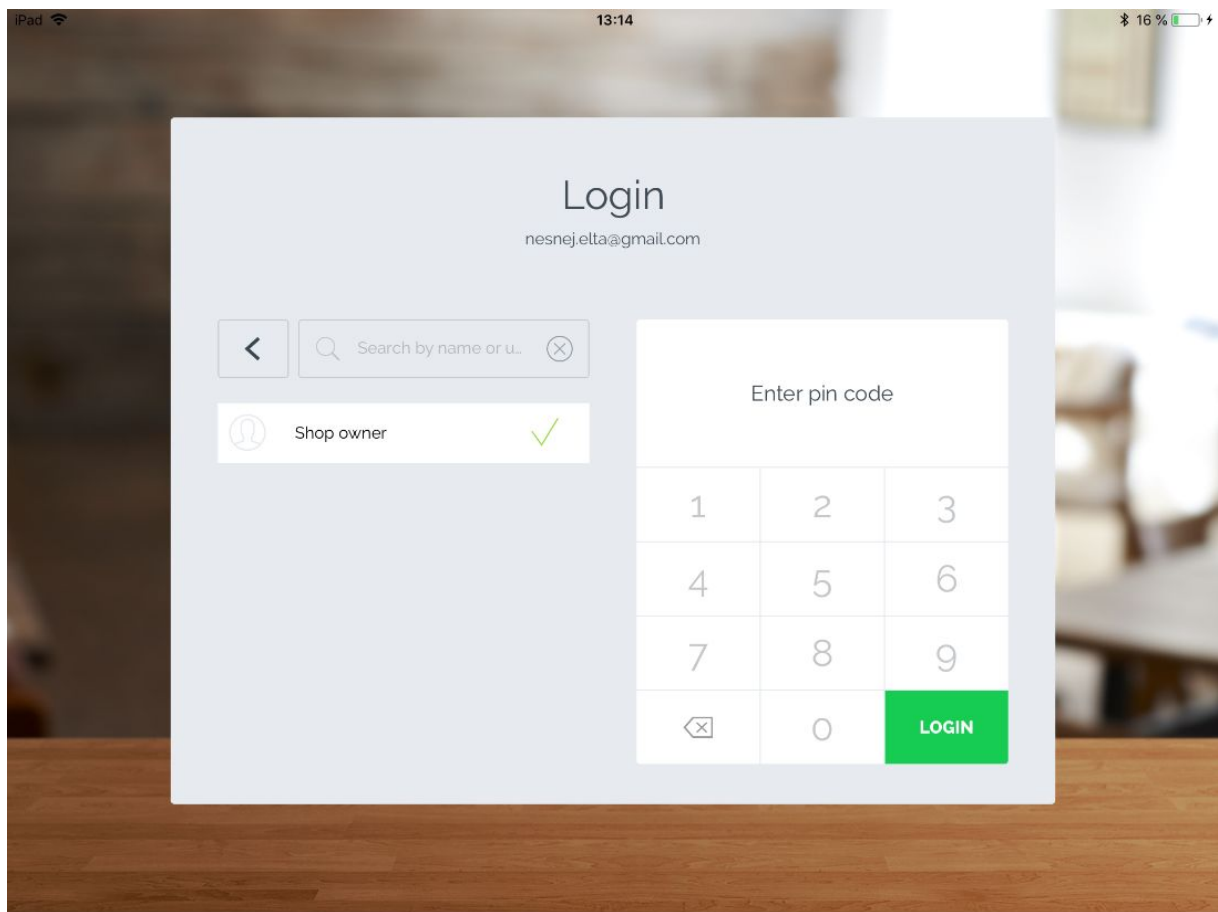 iPad
13:14
16 %
Login
nesnej.elta@gmail.com
Search by name or u...
Shop owner
Enter pin code
1 2 3
4 5 6
7 8 9
0 LOGIN